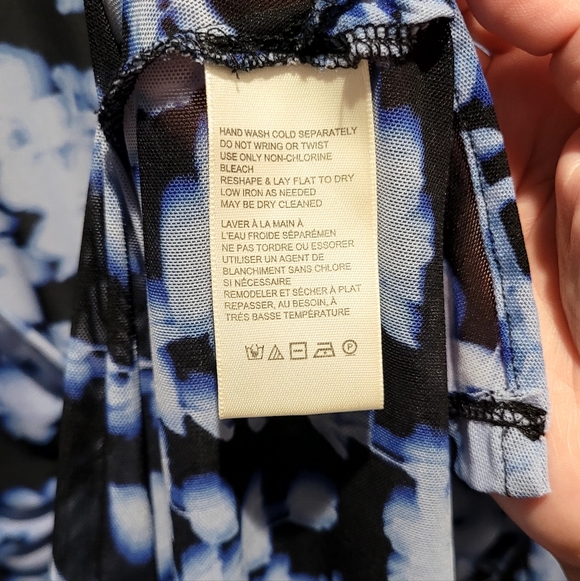 HAND WASH COLD SEPARATELY
DO NOT WRING OR TWIST
USE ONLY NON-CHLORINE
BLEACH
RESHAPE & LAY FLAT TO DRY
LOW IRON AS NEEDED
MAY BE DRY CLEANED
LAVER À LA MAIN À
L'EAU FROIDE SÉPARÉMEN
NE PAS TORDRE OU ESSORER
UTILISER UN AGENT DE
BLANCHIMENT SANS CHLORE
SI NÉCESSAIRE
REMODELER ET SÈCHER À PLAT
REPASSER, AU BESOIN, À
TRÉS BASSE TEMPÉRATURE
P